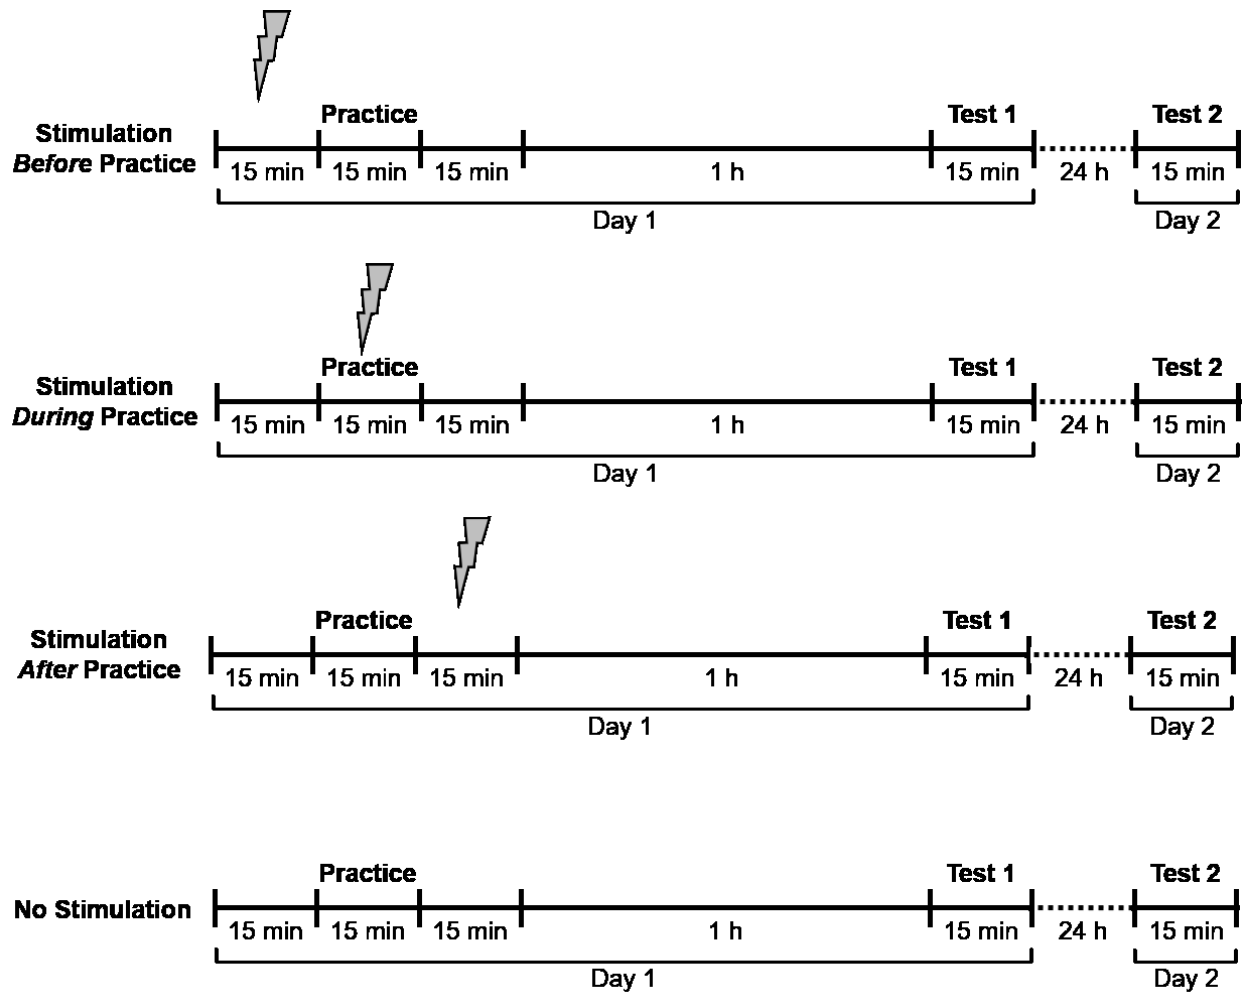 Practice Test 1 Test 2
Stimulation
Before Practice
15 min 15 min 15 min 1 h 15 min 24 h 15 min
Day 1 Day 2
Practice Test 1 Test 2
Stimulation
During Practice
15 min 15 min 15 min 1 h 15 min 24 h 15 min
Day 1 Day 2
Practice Test 1 Test 2
Stimulation
After Practice
15 min 15 min 15 min 1 h 15 min 24 h 15 min
Day 1 Day 2
Practice Test 1 Test 2
No Stimulation
15 min 15 min 15 min 1 h 15 min 24 h 15 min
Day 1 Day 2